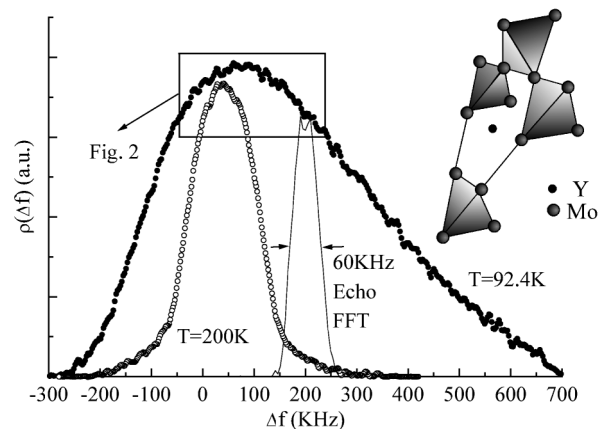 ρ(Δf) (a.u.)
Fig. 2
T=200K
60KHz
Echo
FFT
T=92.4K
Y
Mo
-300 -200 -100 0 100 200 300 400 500 600 700
Δf (KHz)